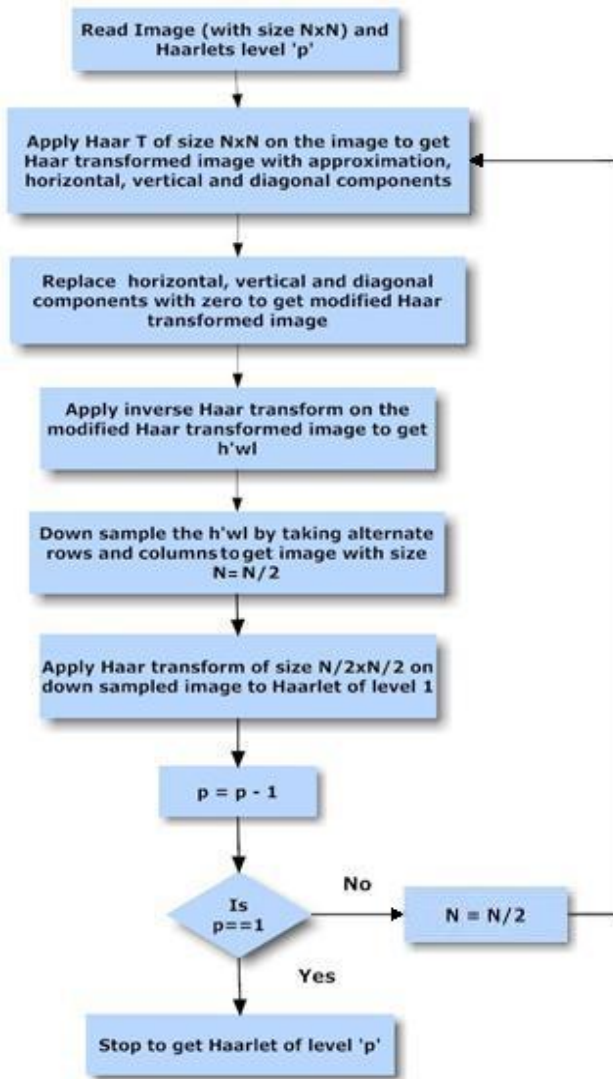 Read Image (with size NxN) and
Haarlets level 'p'
Apply Haar T of size NxN on the image to get
Haar transformed image with approximation,
horizontal, vertical and diagonal components
Replace horizontal, vertical and diagonal
components with zero to get modified Haar
transformed image
Apply inverse Haar transform on the
modified Haar transformed image to get
h'wl
Down sample the h'wl by taking alternate
rows and columns to get image with size
N= N/2
Apply Haar transform of size N/2xN/2 on
down sampled image to Haarlet of level 1
p = p - 1
Is
p==1
No
N = N/2
Yes
Stop to get Haarlet of level 'p'